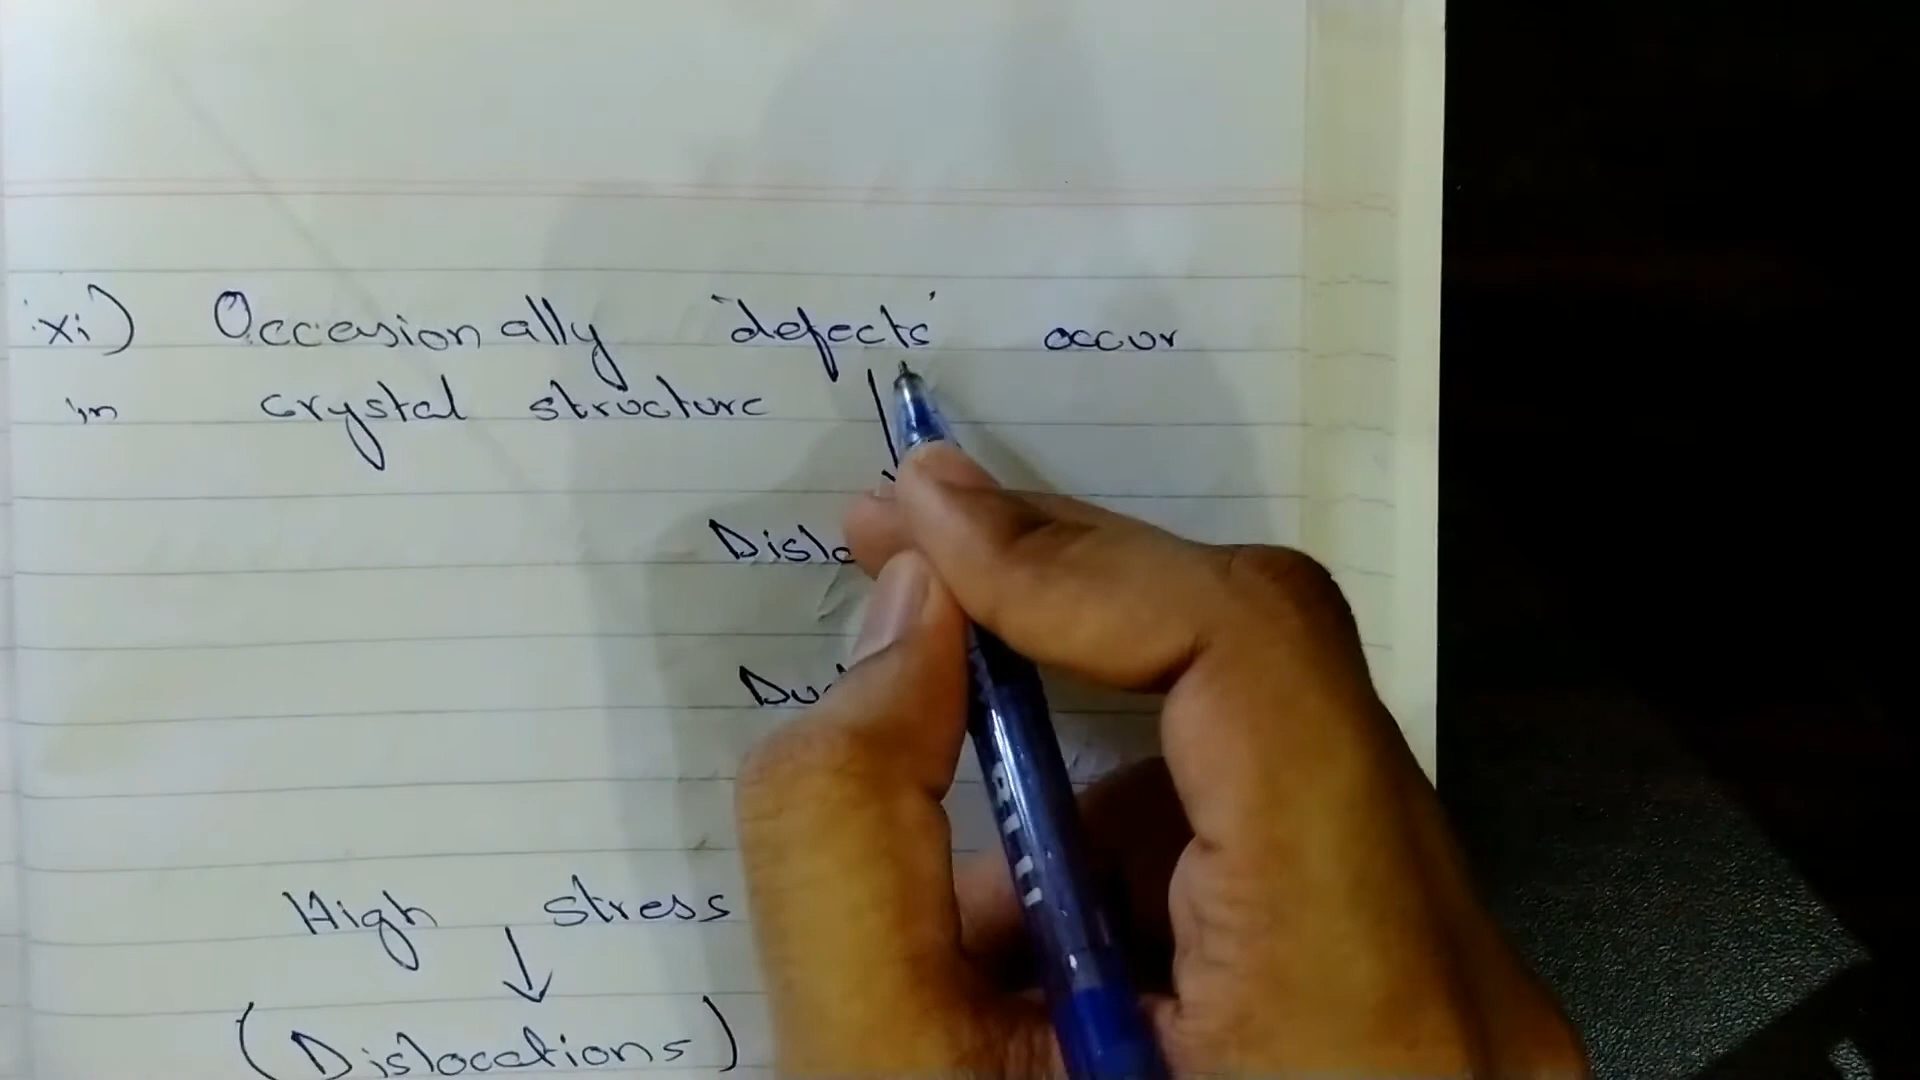 xi) Occasionally "defects" occur
in crystal structure
High stress
(Dislocations)